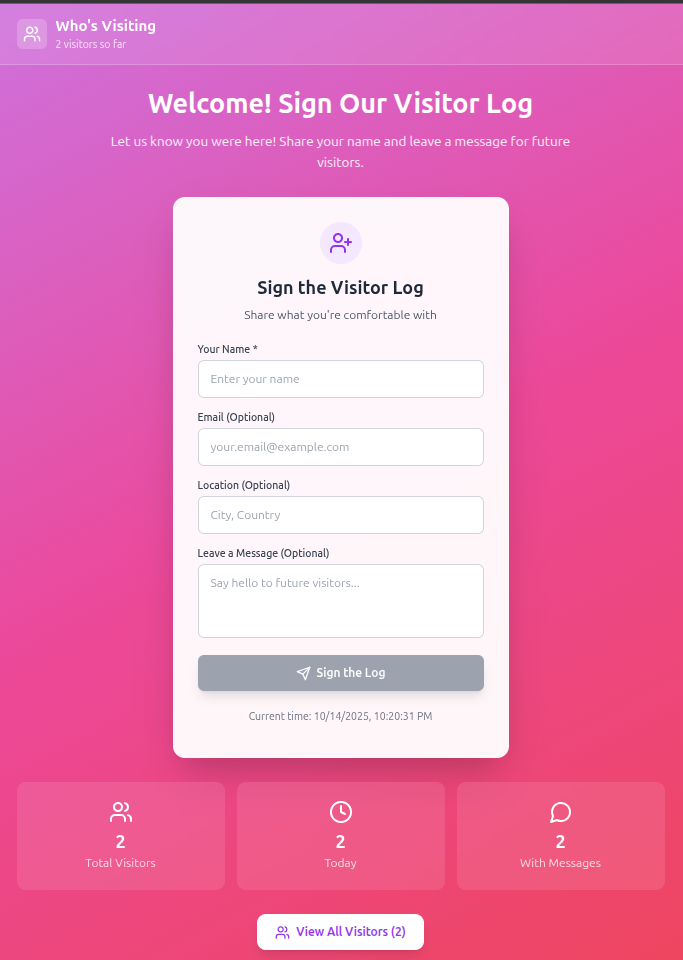 Who's Visiting
2 visitors so far
Welcome! Sign Our Visitor Log
Let us know you were here! Share your name and leave a message for future
visitors.
Sign the Visitor Log
Share what you're comfortable with
Your Name *
Enter your name
Email (Optional)
your.email@example.com
Location (Optional)
City, Country
Leave a Message (Optional)
Say hello to future visitors...
Sign the Log
Current time: 10/14/2025, 10:20:31 PM
2
Total Visitors
2
Today
2
With Messages
View All Visitors (2)